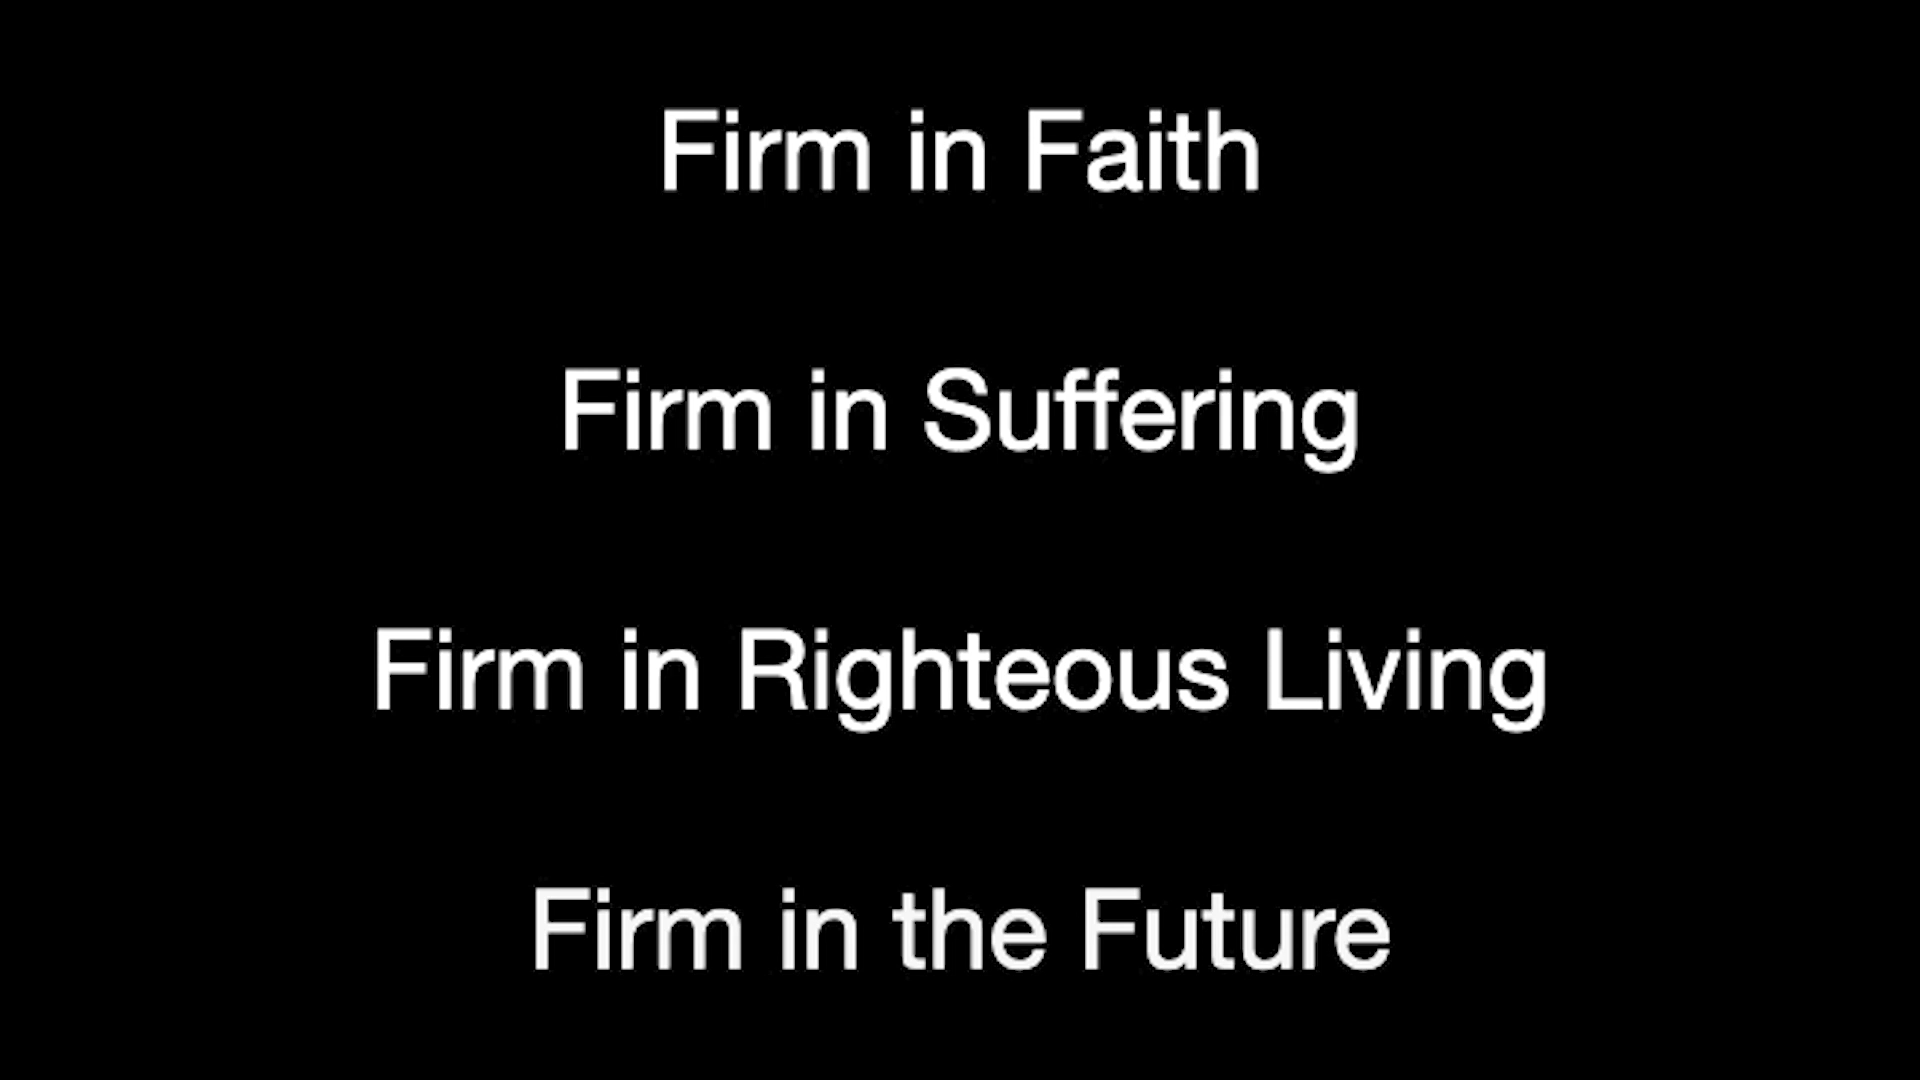 Firm in Faith
Firm in Suffering
Firm in Righteous Living
Firm in the Future